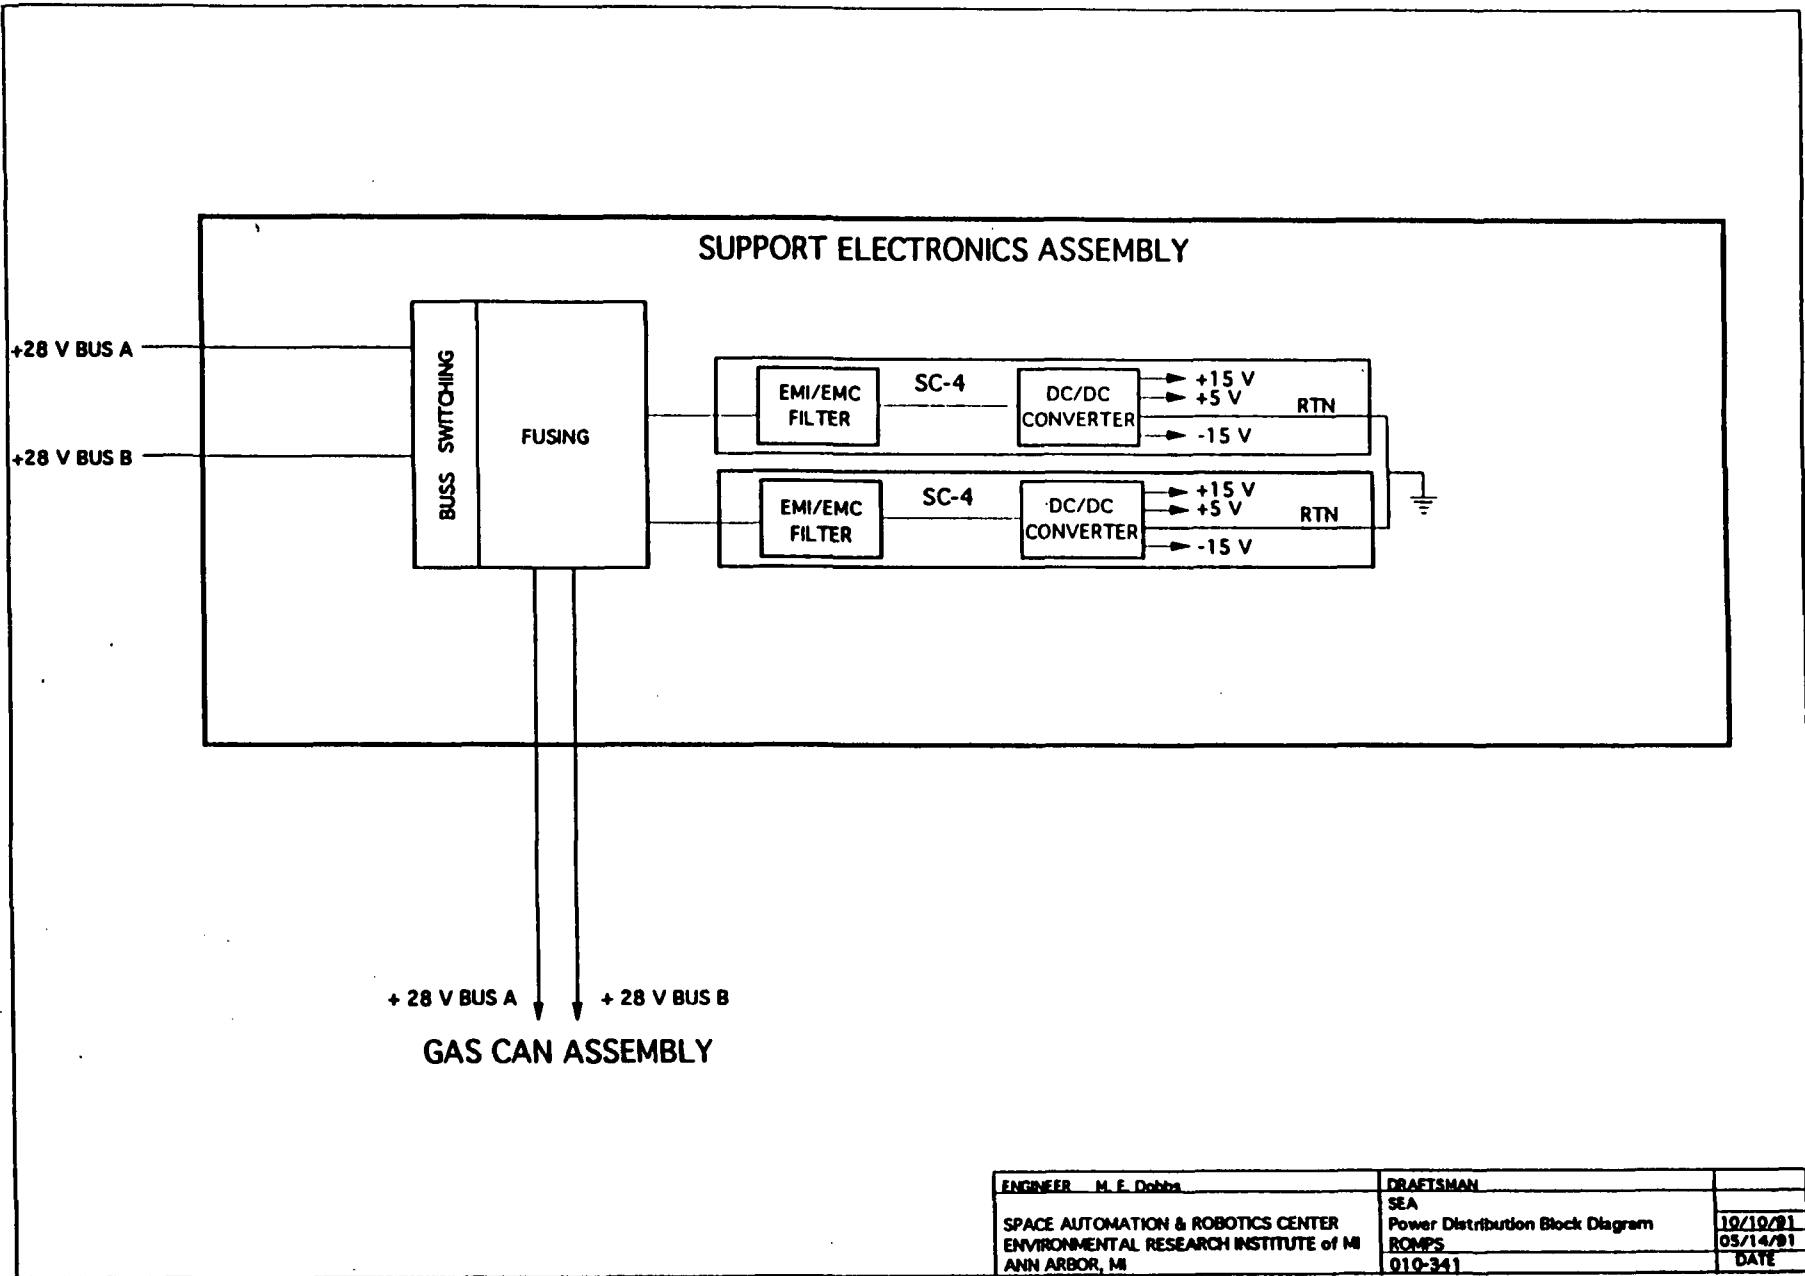 SUPPORT ELECTRONICS ASSEMBLY
+28 V BUS A
+28 V BUS B
BUSS SWITCHING
FUSING
EMI/EMC
FILTER
SC-4
DC/DC
CONVERTER
+15 V
+5 V
RTN
-15 V
EMI/EMC
FILTER
SC-4
DC/DC
CONVERTER
+15 V
+5 V
RTN
-15 V
+ 28 V BUS A
+ 28 V BUS B
GAS CAN ASSEMBLY
ENGINEER M. E. Dobbs
SPACE AUTOMATION & ROBOTICS CENTER
ENVIRONMENTAL RESEARCH INSTITUTE of MI
ANN ARBOR, MI
DRAFTSMAN
SEA
Power Distribution Block Diagram
ROMPS
010-341
10/10/91
05/14/91
DATE